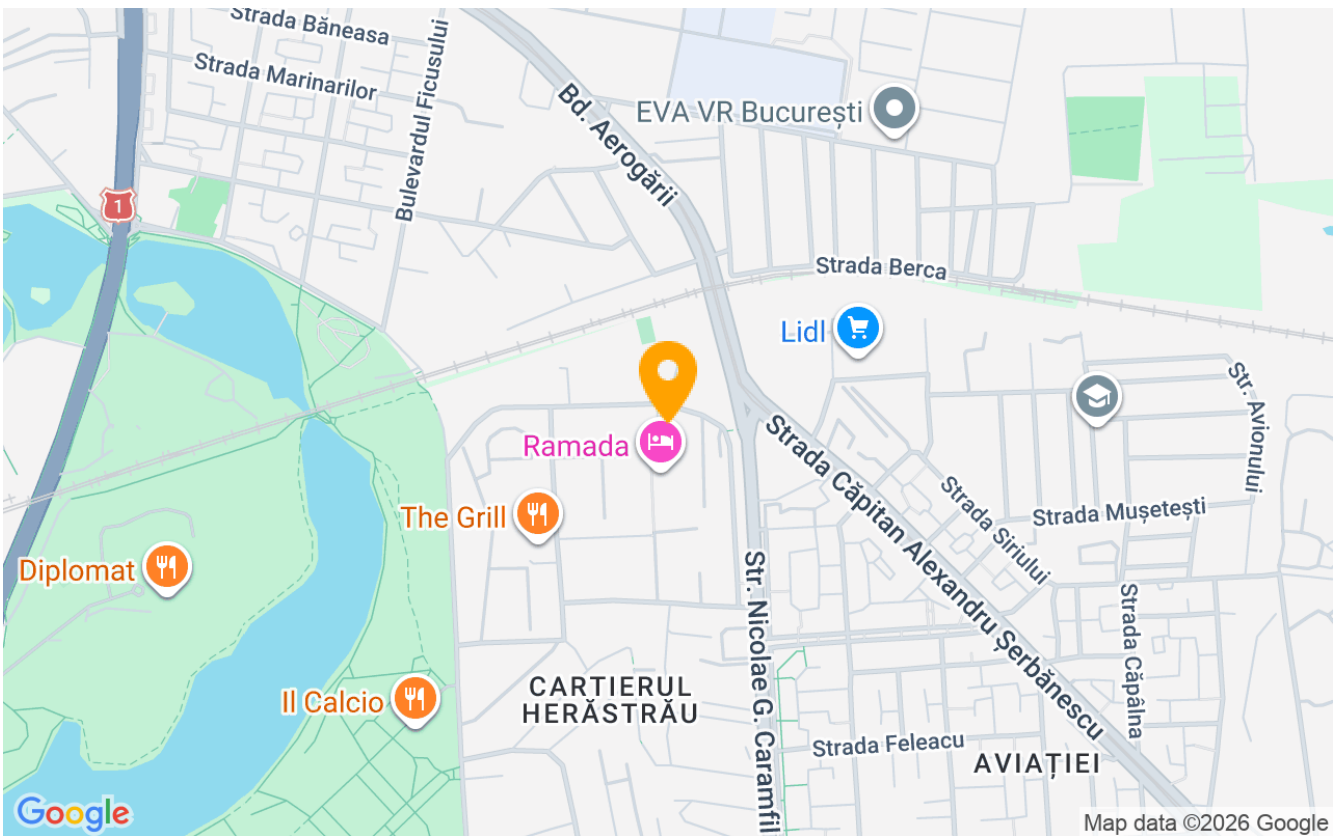 Strada Băneasa
Strada Marinarilor
Bulevardul Ficusului
Bd. Aerogării
EVA VR București
1
Strada Berca
Lidl
Str. Avionului
Ramada
Strada Căpitan Alexandru Șerbănescu
The Grill
Strada Siriului
Strada Mușetești
Diplomat
Str. Nicolae G. Caramfil
Strada Căpâlna
Il Calcio
CARTIERUL
HERĂSTRĂU
Strada Feleacu
AVIAȚIEI
Google
Map data ©2026 Google